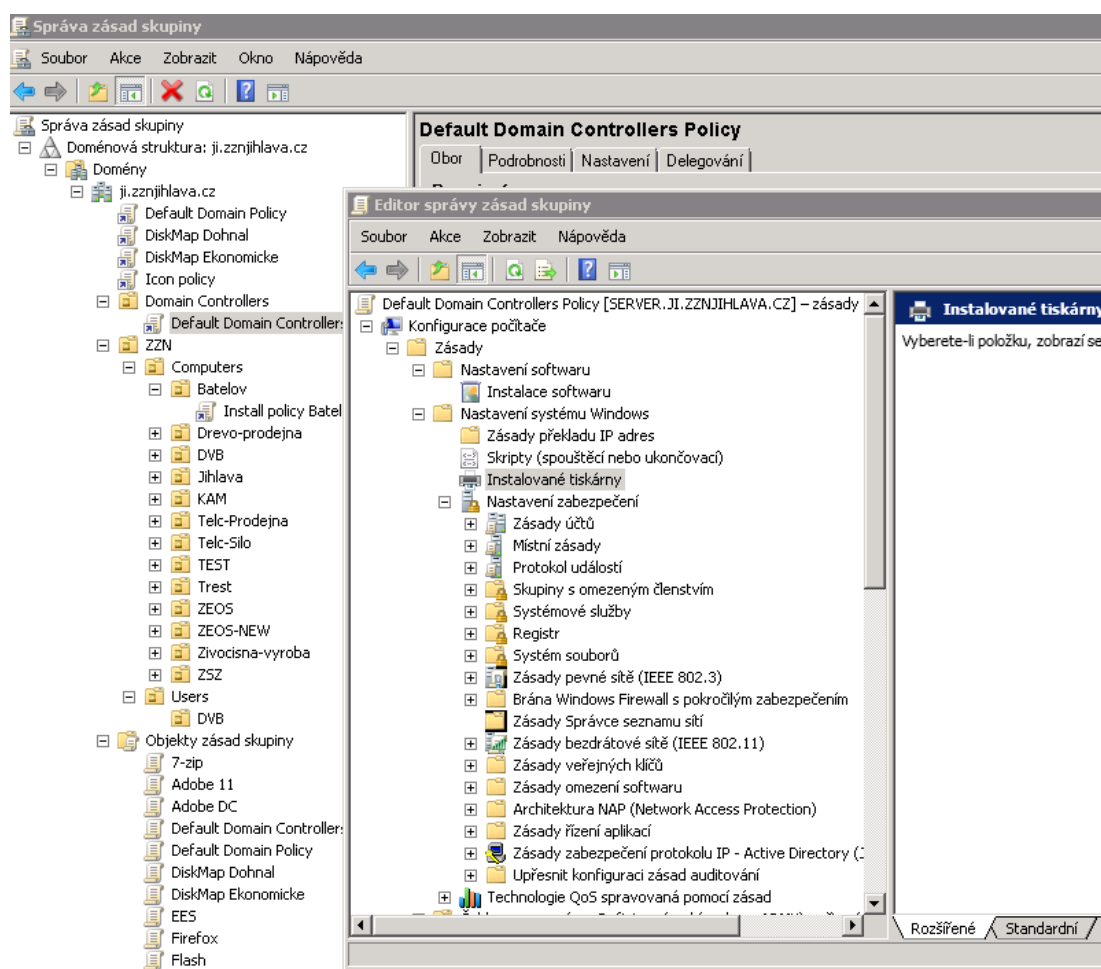 Správa zásad skupiny
Soubor Akce Zobrazit Okno Nápověda
Správa zásad skupiny
Doménová struktura: ji.zznjihlava.cz
Domény
ji.zznjihlava.cz
Default Domain Policy
DiskMap Dohnal
DiskMap Ekonomicke
Icon policy
Domain Controllers
Default Domain Controller
ZZN
Computers
Batelov
Install policy Batel
Drevo-prodejna
DVB
Jihlava
KAM
Telc-Prodejna
Telc-Silo
TEST
Trest
ZEOS
ZEOS-NEW
Zivocisna-vyroba
ZSZ
Users
DVB
Objekty zásad skupiny
7-zip
Adobe 11
Adobe DC
Default Domain Controller
Default Domain Policy
DiskMap Dohnal
DiskMap Ekonomicke
EES
Firefox
Flash
Default Domain Controllers Policy
Obor Podrobnosti Nastavení Delegování
Editor správy zásad skupiny
Soubor Akce Zobrazit Nápověda
Default Domain Controllers Policy [SERVER.JI.ZZNJIHLAVA.CZ] – zásady
Konfigurace počítače
Zásady
Nastavení softwaru
Instalace softwaru
Nastavení systému Windows
Zásady překladu IP adres
Skripty (spouštěcí nebo ukončovací)
Instalované tiskárny
Nastavení zabezpečení
Zásady účtů
Místní zásady
Protokol událostí
Skupiny s omezeným členstvím
Systémové služby
Registr
Systém souborů
Zásady pevné sítě (IEEE 802.3)
Brána Windows Firewall s pokročilým zabezpečením
Zásady Správce seznamu sítí
Zásady bezdrátové sítě (IEEE 802.11)
Zásady veřejných klíčů
Zásady omezení softwaru
Architektura NAP (Network Access Protection)
Zásady řízení aplikací
Zásady zabezpečení protokolu IP - Active Directory (
Upřesnit konfiguraci zásad auditování
Technologie QoS spravovaná pomocí zásad
Instalované tiskárny
Vyberete-li položku, zobrazí se
Rozšířené Standardní